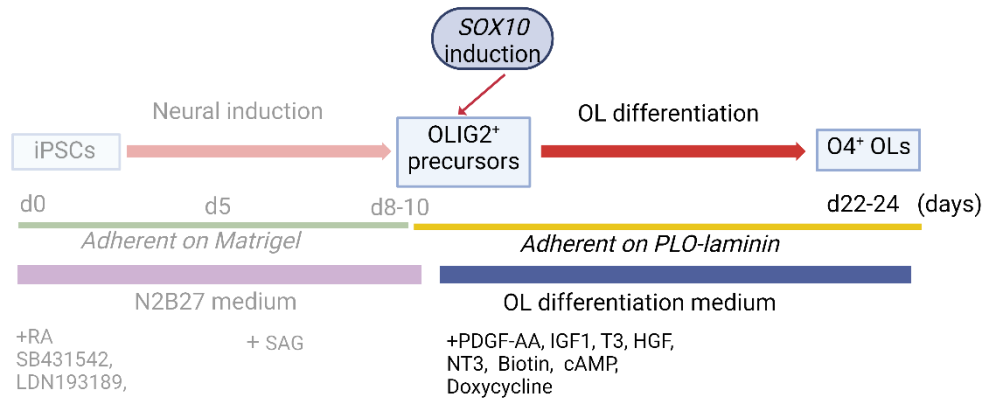 SOX10
induction
Neural induction
OL differentiation
iPSCs
OLIG2⁺
precursors
O4⁺ OLs
d0
d5
d8-10
d22-24 (days)
Adherent on Matrigel
Adherent on PLO-laminin
N2B27 medium
OL differentiation medium
+RA
SB431542,
LDN193189,
+ SAG
+PDGF-AA, IGF1, T3, HGF,
NT3, Biotin, cAMP,
Doxycycline